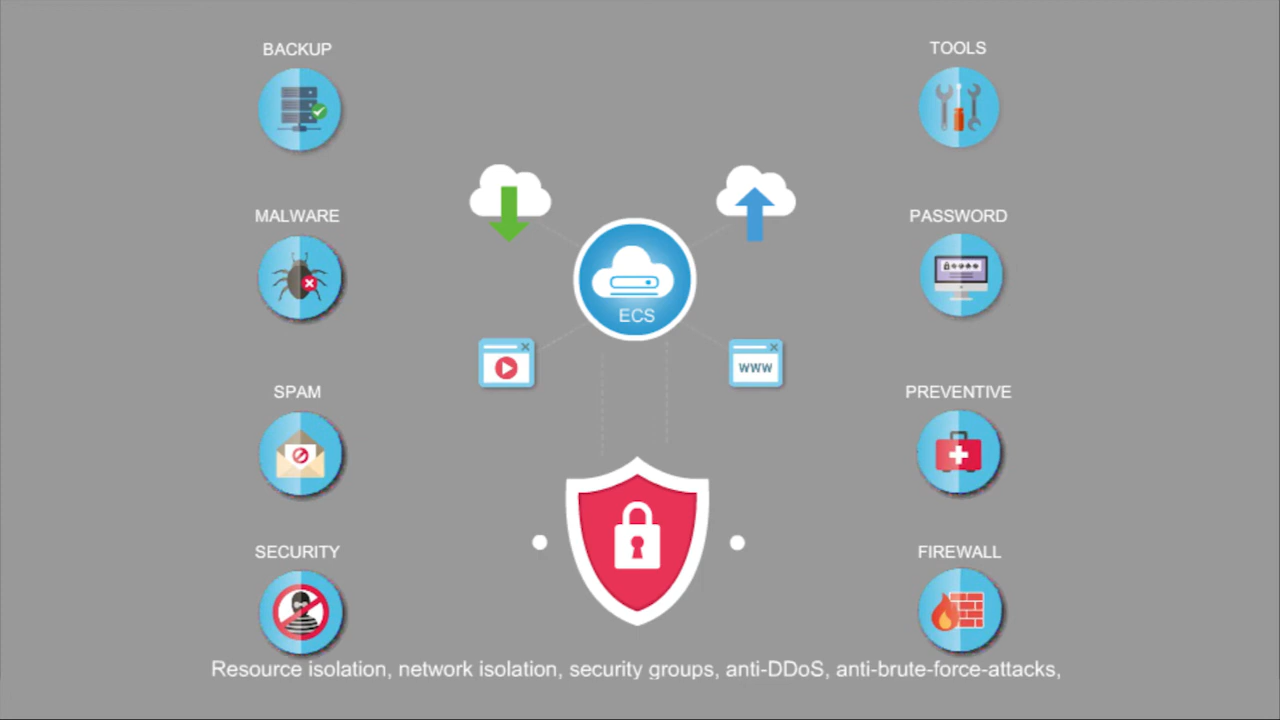 BACKUP
TOOLS
MALWARE
PASSWORD
ECS
WWW
SPAM
PREVENTIVE
SECURITY
FIREWALL
Resource isolation, network isolation, security groups, anti-DDoS, anti-brute-force-attacks,